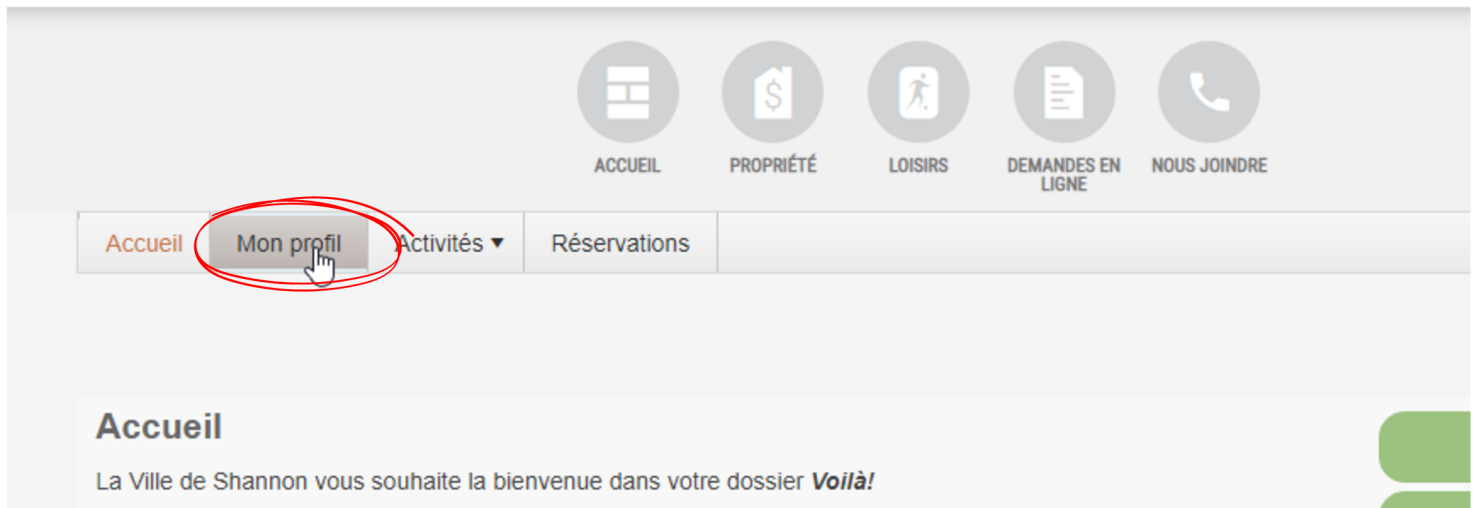 ACCUEIL
PROPRIÉTÉ
LOISIRS
DEMANDES EN
LIGNE
NOUS JOINDRE
Accueil
Mon profil
Activités ▼
Réservations
Accueil
La Ville de Shannon vous souhaite la bienvenue dans votre dossier Voilà!